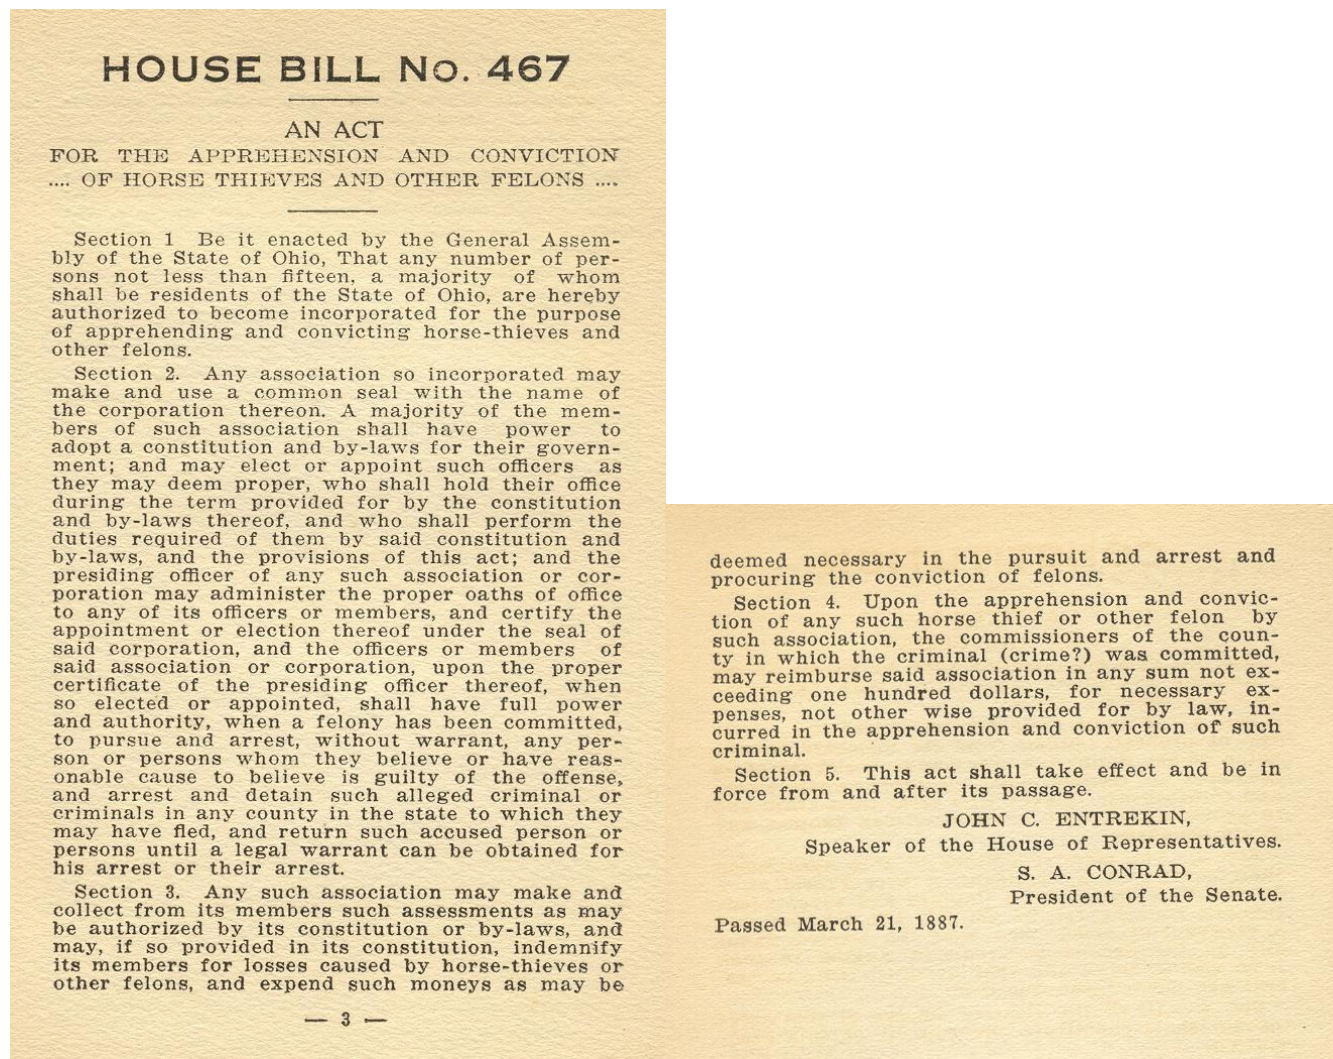 HOUSE BILL No. 467
AN ACT
FOR THE APPREHENSION AND CONVICTION
.... OF HORSE THIEVES AND OTHER FELONS ....
Section 1 Be it enacted by the General Assem-
bly of the State of Ohio, That any number of per-
sons not less than fifteen, a majority of whom
shall be residents of the State of Ohio, are hereby
authorized to become incorporated for the purpose
of apprehending and convicting horse-thieves and
other felons.
Section 2. Any association so incorporated may
make and use a common seal with the name of
the corporation thereon. A majority of the mem-
bers of such association shall have power to
adopt a constitution and by-laws for their govern-
ment; and may elect or appoint such officers as
they may deem proper, who shall hold their office
during the term provided for by the constitution
and by-laws thereof, and who shall perform the
duties required of them by said constitution and
by-laws, and the provisions of this act; and the
presiding officer of any such association or cor-
poration may administer the proper oaths of office
to any of its officers or members, and certify the
appointment or election thereof under the seal of
said corporation, and the officers or members of
said association or corporation, upon the proper
certificate of the presiding officer thereof, when
so elected or appointed, shall have full power
and authority, when a felony has been committed,
to pursue and arrest, without warrant, any per-
son or persons whom they believe or have reas-
onable cause to believe is guilty of the offense,
and arrest and detain such alleged criminal or
criminals in any county in the state to which they
may have fled, and return such accused person or
persons until a legal warrant can be obtained for
his arrest or their arrest.
Section 3. Any such association may make and
collect from its members such assessments as may
be authorized by its constitution or by-laws, and
may, if so provided in its constitution, indemnify
its members for losses caused by horse-thieves or
other felons, and expend such moneys as may be
— 3 —
deemed necessary in the pursuit and arrest and
procuring the conviction of felons.
Section 4. Upon the apprehension and convic-
tion of any such horse thief or other felon by
such association, the commissioners of the coun-
ty in which the criminal (crime?) was committed,
may reimburse said association in any sum not ex-
ceeding one hundred dollars, for necessary ex-
penses, not other wise provided for by law, in-
curred in the apprehension and conviction of such
criminal.
Section 5. This act shall take effect and be in
force from and after its passage.
JOHN C. ENTREKIN,
Speaker of the House of Representatives.
S. A. CONRAD,
President of the Senate.
Passed March 21, 1887.